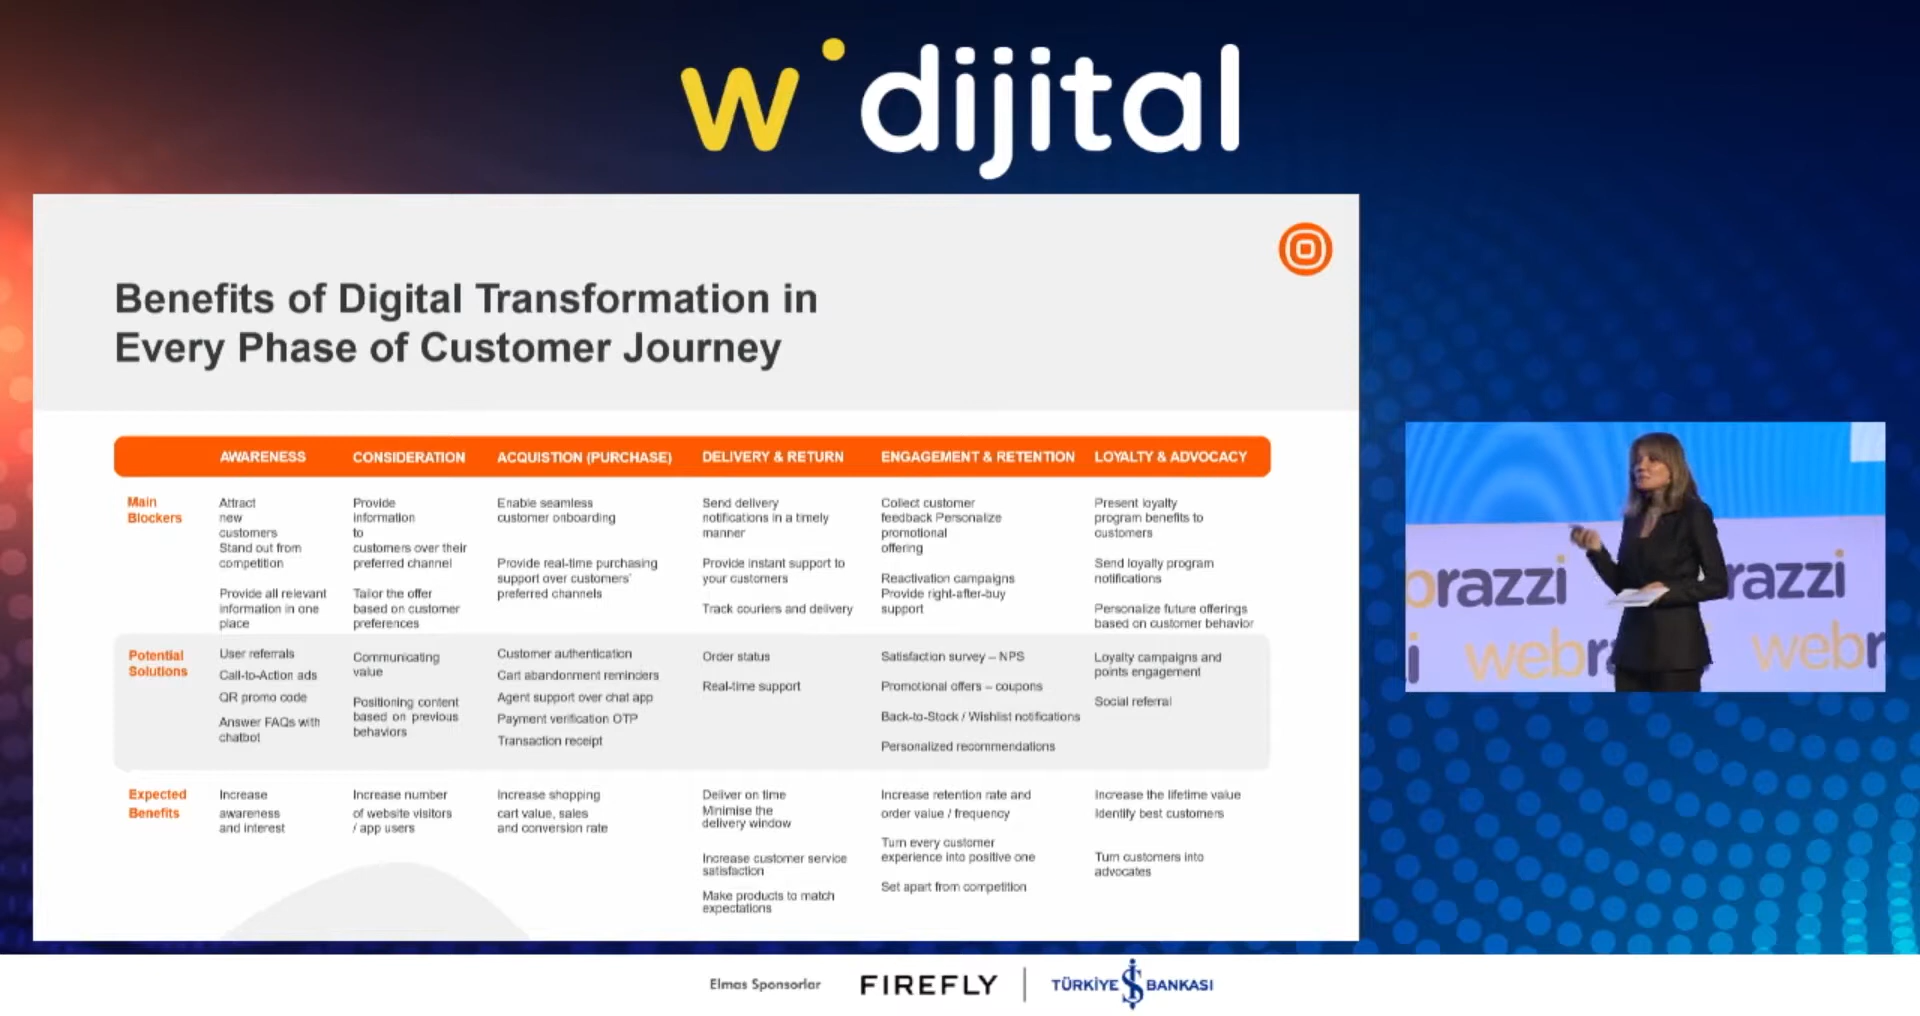 w dijital
Benefits of Digital Transformation in
Every Phase of Customer Journey
AWARENESS
CONSIDERATION
ACQUISTION (PURCHASE)
DELIVERY & RETURN
ENGAGEMENT & RETENTION
LOYALTY & ADVOCACY
Main
Blockers
Attract
new
customers
Stand out from
competition
Provide all relevant
information in one
place
Provide
information
to
customers over their
preferred channel
Tailor the offer
based on customer
preferences
Enable seamless
customer onboarding
Provide real-time purchasing
support over customers'
preferred channels
Send delivery
notifications in a timely
manner
Provide instant support to
your customers
Track couriers and delivery
Collect customer
feedback Personalize
promotional
offering
Reactivation campaigns
Provide right-after-buy
support
Present loyalty
program benefits to
customers
Send loyalty program
notifications
Personalize future offerings
based on customer behavior
Potential
Solutions
User referrals
Call-to-Action ads
QR promo code
Answer FAQs with
chatbot
Communicating
value
Positioning content
based on previous
behaviors
Customer authentication
Cart abandonment reminders
Agent support over chat app
Payment verification OTP
Transaction receipt
Order status
Real-time support
Satisfaction survey – NPS
Promotional offers – coupons
Back-to-Stock / Wishlist notifications
Personalized recommendations
Loyalty campaigns and
points engagement
Social referral
Expected
Benefits
Increase
awareness
and interest
Increase number
of website visitors
/ app users
Increase shopping
cart value, sales
and conversion rate
Deliver on time
Minimise the
delivery window
Increase customer service
satisfaction
Make products to match
expectations
Increase retention rate and
order value / frequency
Turn every customer
experience into positive one
Set apart from competition
Increase the lifetime value
Identify best customers
Turn customers into
advocates
brazzi
razzi
i webr
webr
Elmas Sponsorlar
FIREFLY
TÜRKİYE İŞ BANKASI